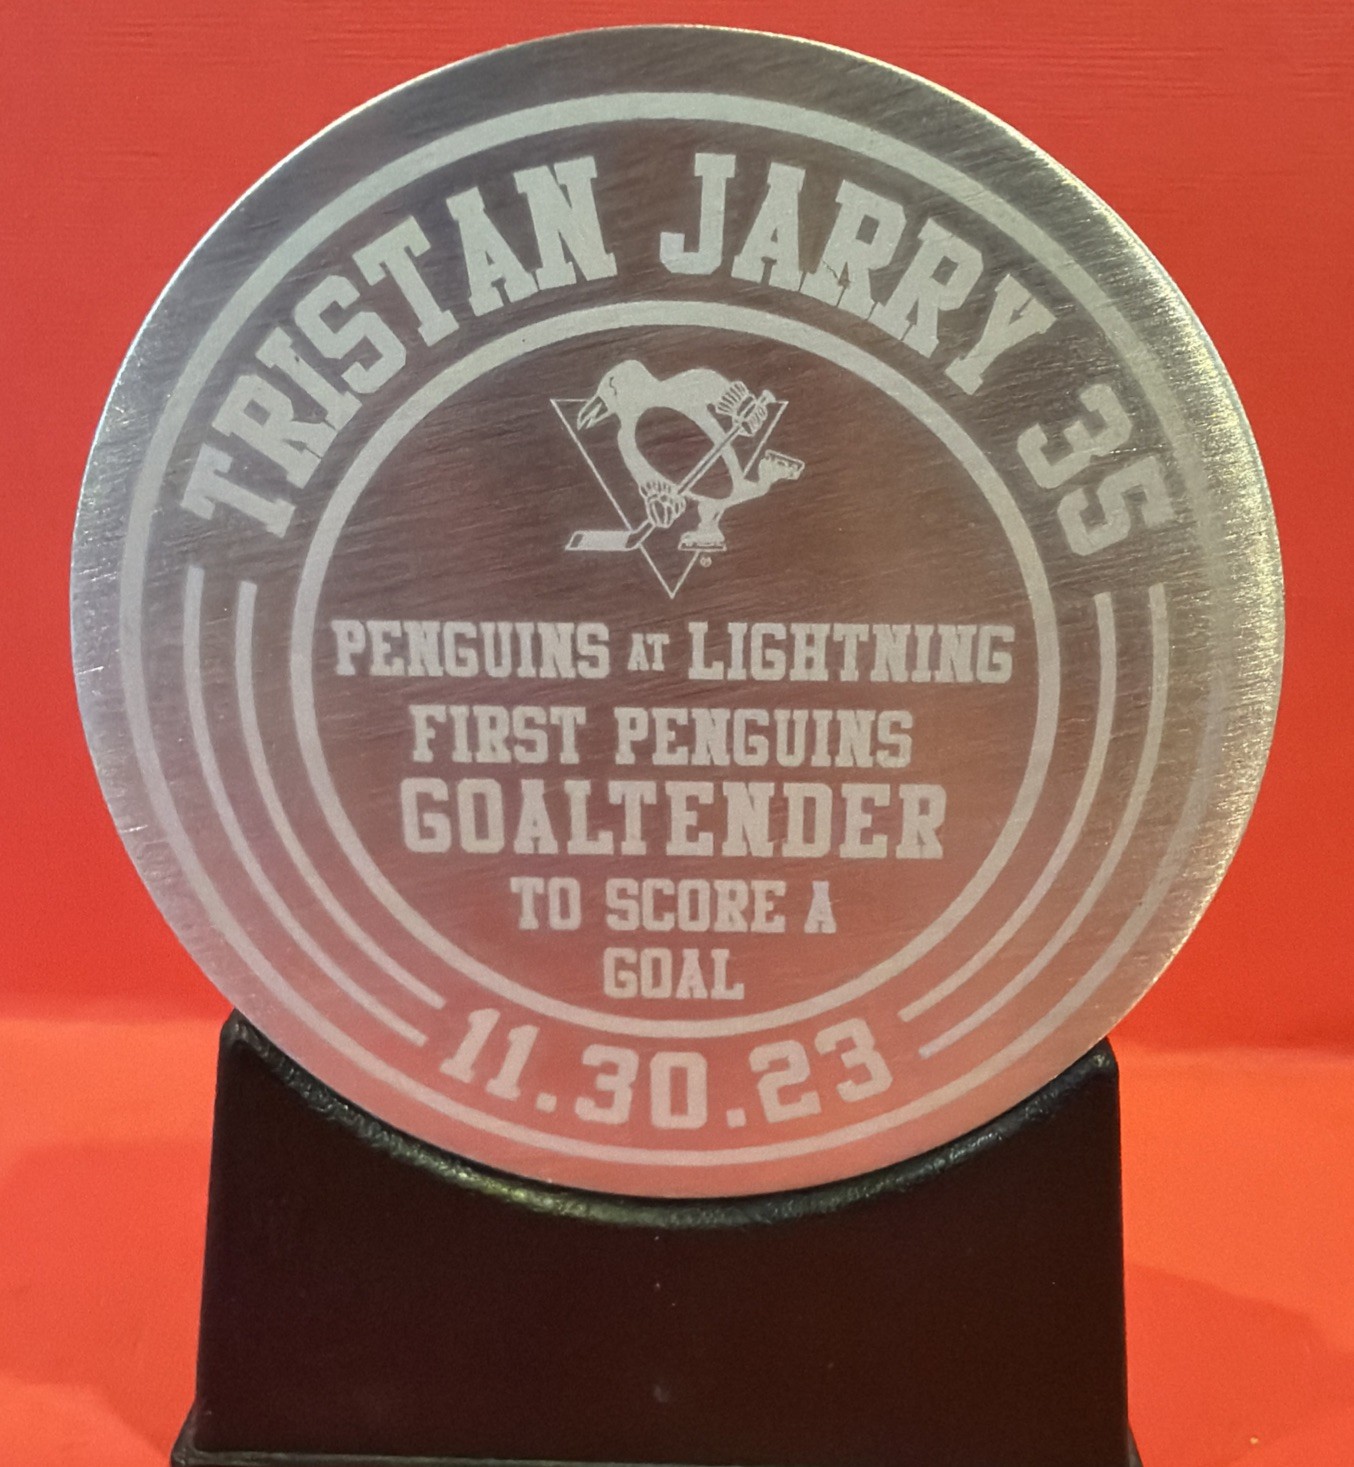 TRISTAN JARRY 35
PENGUINS AT LIGHTNING
FIRST PENGUINS
GOALTENDER
TO SCORE A
GOAL
11.30.23